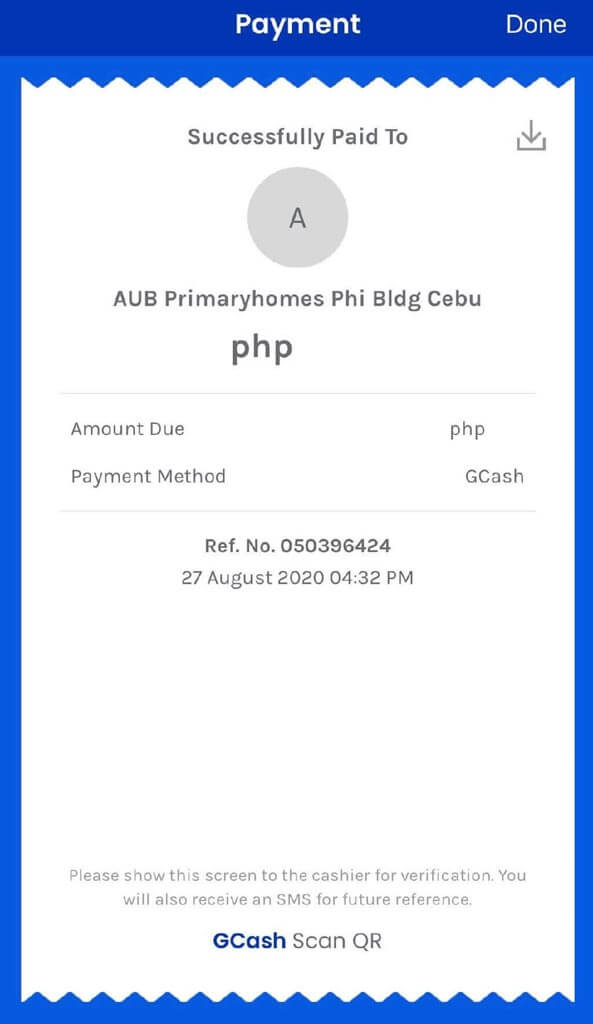 Payment
Done
Successfully Paid To
A
AUB Primaryhomes Phi Bldg Cebu
php
Amount Due php
Payment Method GCash
Ref. No. 050396424
27 August 2020 04:32 PM
Please show this screen to the cashier for verification. You
will also receive an SMS for future reference.
GCash Scan QR